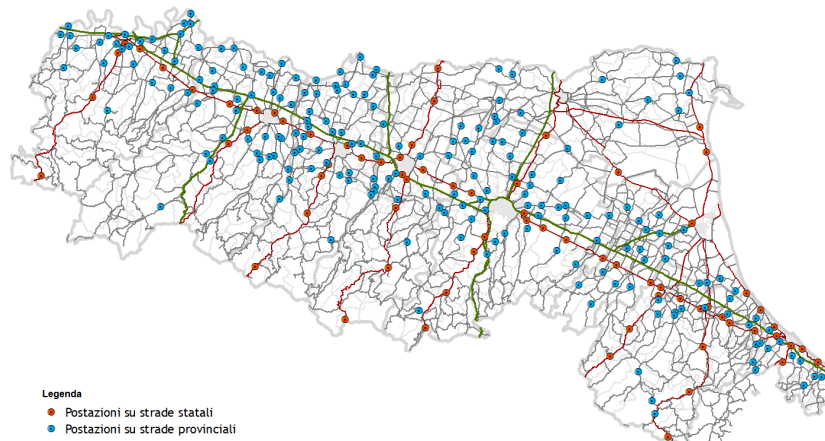 Legenda
Postazioni su strade statali
Postazioni su strade provinciali